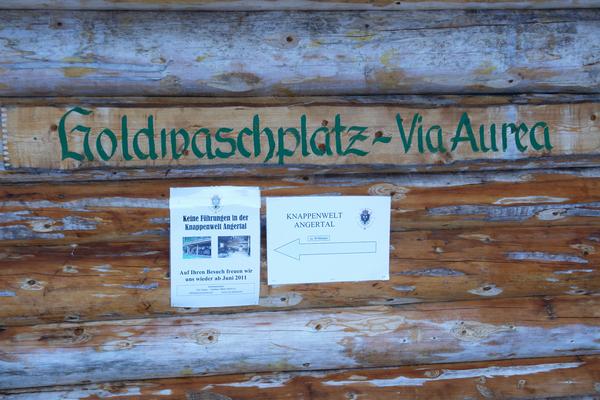 Goldwaschplatz - Via Aurea
Keine Führungen in der
Knappenwelt Angertal
Auf Ihren Besuch freuen wir
uns wieder ab Juni 2011
KNAPPENWELT
ANGERTAL